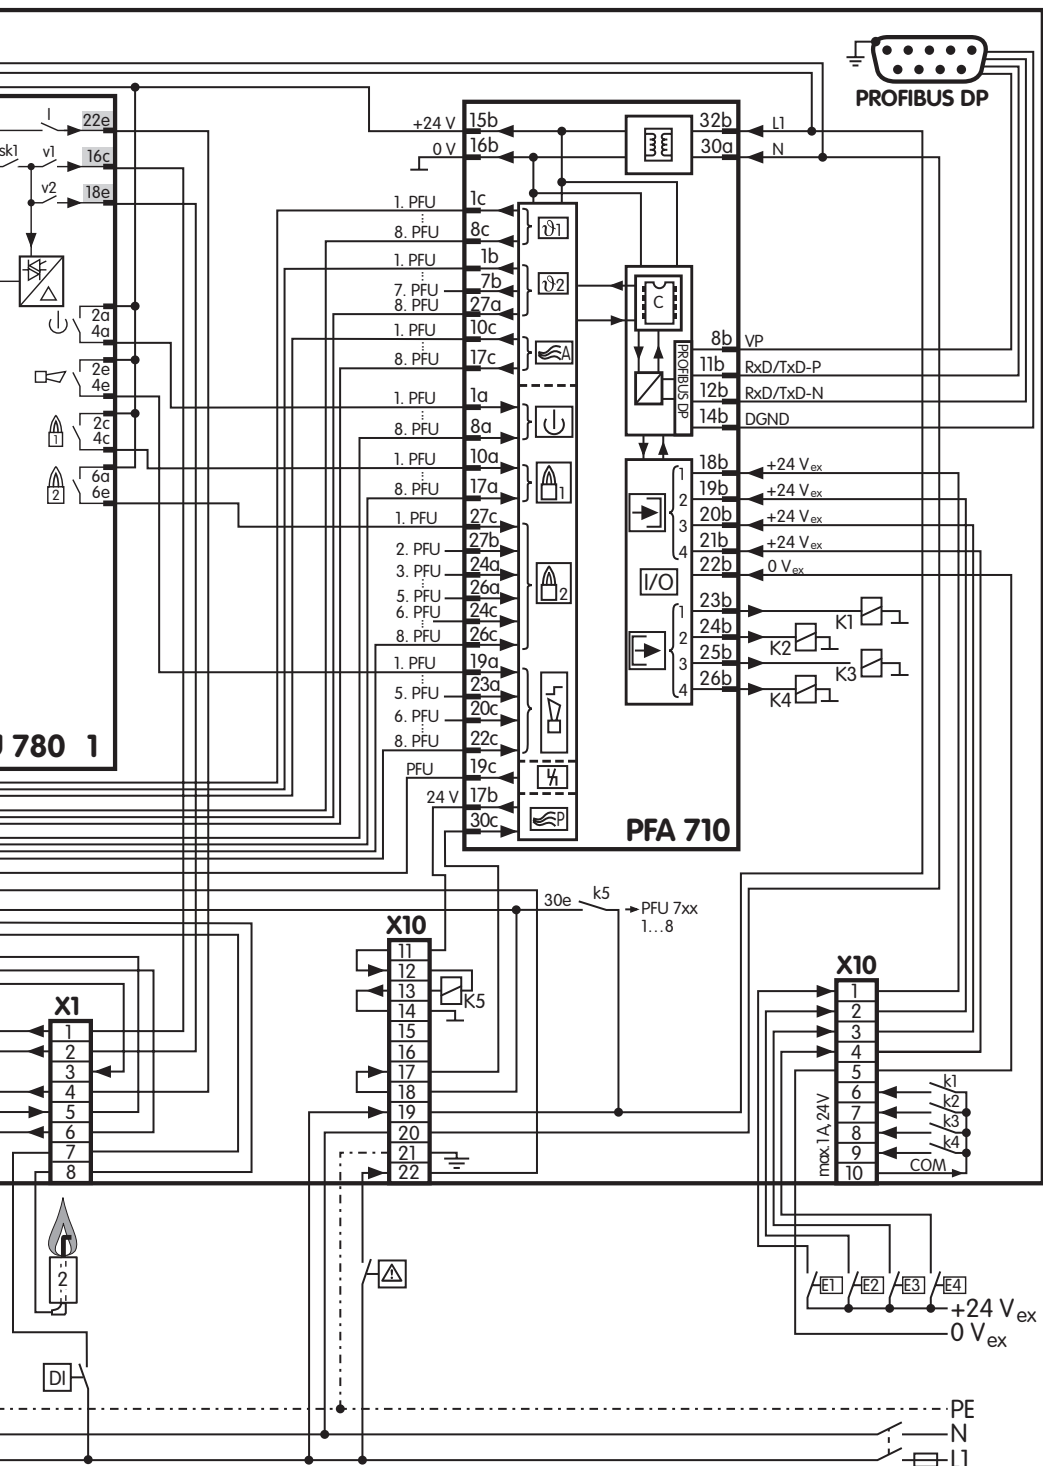 PROFIBUS DP
I
22e
sk1
v1
16c
v2
18e
2a
4a
2e
4e
1
2c
4c
2
6a
6e
780 1
+24 V
15b
32b
L1
0 V
16b
30a
N
1. PFU
1c
8. PFU
8c
ϑ1
1. PFU
1b
7. PFU
7b
8. PFU
27a
ϑ2
1. PFU
10c
8. PFU
17c
A
1. PFU
1a
8. PFU
8a
1. PFU
10a
8. PFU
17a
1
1. PFU
27c
2. PFU
27b
3. PFU
24a
5. PFU
26a
6. PFU
24c
8. PFU
26c
2
1. PFU
19a
5. PFU
23a
6. PFU
20c
8. PFU
22c
PFU
19c
24 V
17b
30c
P
C
PROFIBUS DP
8b
VP
11b
RxD/TxD-P
12b
RxD/TxD-N
14b
DGND
1
18b
+24 Vex
2
19b
+24 Vex
3
20b
+24 Vex
4
21b
+24 Vex
22b
0 Vex
I/O
1
23b
K1
2
24b
K2
3
25b
K3
4
26b
K4
PFA 710
30e
k5
PFU 7xx
1...8
X10
11
12
13
14
15
16
17
18
19
20
21
22
K5
X1
1
2
3
4
5
6
7
8
2
DI
X10
1
2
3
4
5
6
7
8
9
10
max. 1 A, 24V
k1
k2
k3
k4
COM
E1
E2
E3
E4
+24 Vex
0 Vex
PE
N
L1